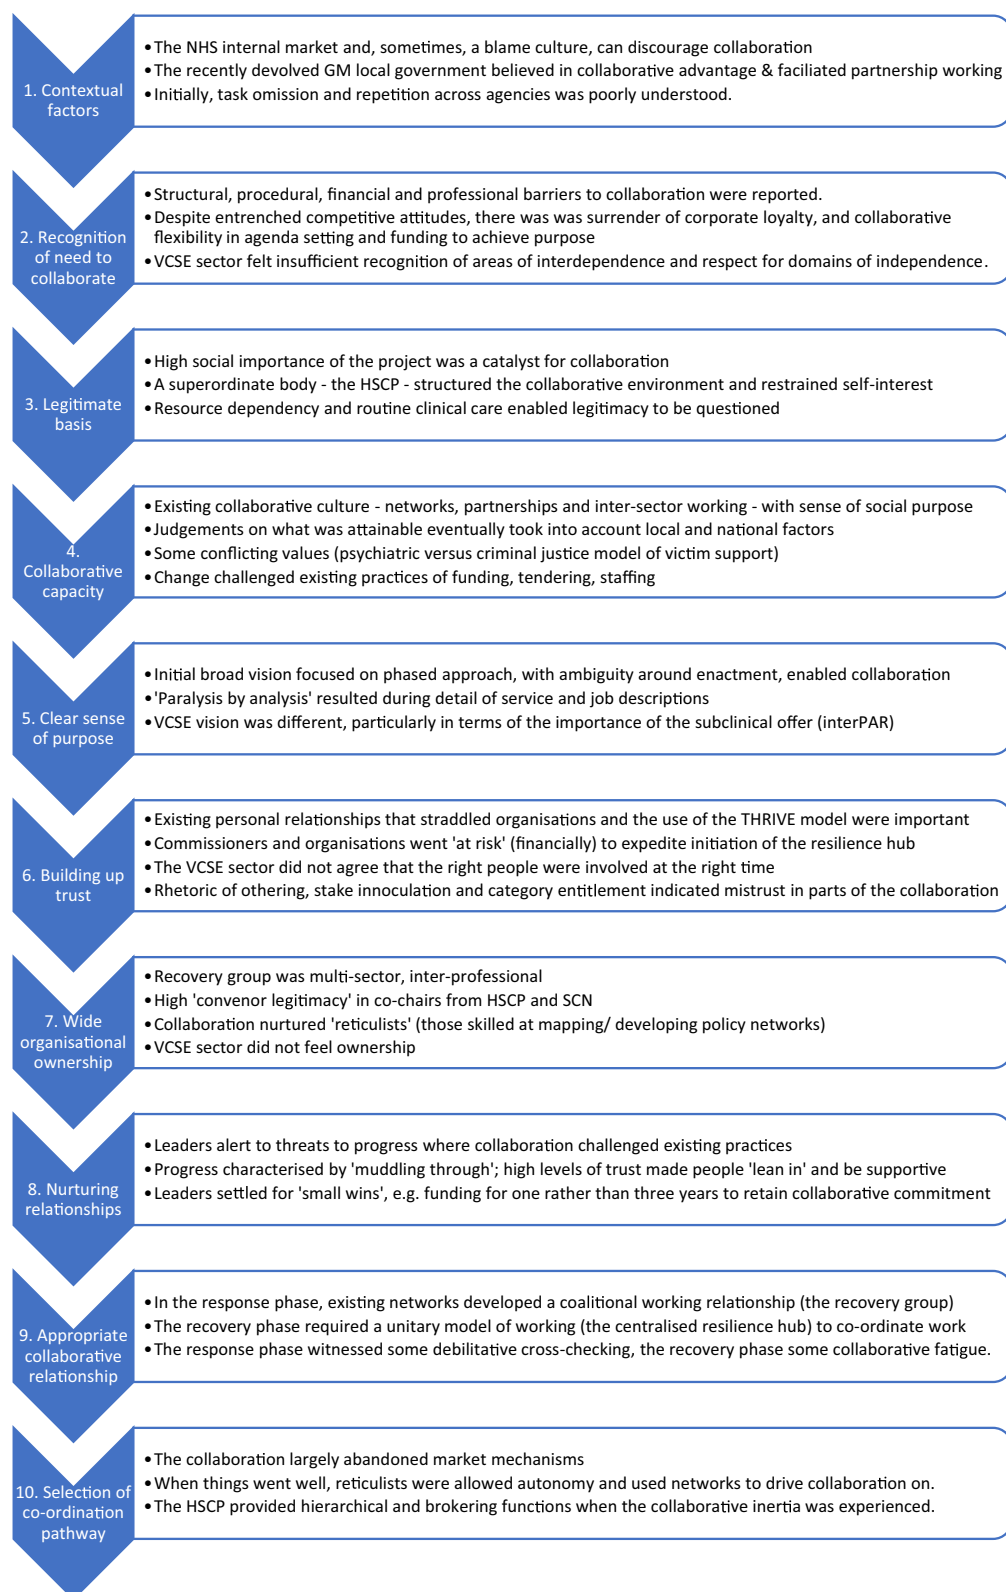 1. Contextual
factors
•The NHS internal market and, sometimes, a blame culture, can discourage collaboration
•The recently devolved GM local government believed in collaborative advantage & faciliated partnership working
•Initially, task omission and repetition across agencies was poorly understood.
2. Recognition
of need to
collaborate
•Structural, procedural, financial and professional barriers to collaboration were reported.
•Despite entrenched competitive attitudes, there was was surrender of corporate loyalty, and collaborative
flexibility in agenda setting and funding to achieve purpose
•VCSE sector felt insufficient recognition of areas of interdependence and respect for domains of independence.
3. Legitimate
basis
•High social importance of the project was a catalyst for collaboration
•A superordinate body - the HSCP - structured the collaborative environment and restrained self-interest
•Resource dependency and routine clinical care enabled legitimacy to be questioned
4.
Collaborative
capacity
•Existing collaborative culture - networks, partnerships and inter-sector working - with sense of social purpose
•Judgements on what was attainable eventually took into account local and national factors
•Some conflicting values (psychiatric versus criminal justice model of victim support)
•Change challenged existing practices of funding, tendering, staffing
5. Clear sense
of purpose
•Initial broad vision focused on phased approach, with ambiguity around enactment, enabled collaboration
•'Paralysis by analysis' resulted during detail of service and job descriptions
•VCSE vision was different, particularly in terms of the importance of the subclinical offer (interPAR)
6. Building up
trust
•Existing personal relationships that straddled organisations and the use of the THRIVE model were important
•Commissioners and organisations went 'at risk' (financially) to expedite initiation of the resilience hub
•The VCSE sector did not agree that the right people were involved at the right time
•Rhetoric of othering, stake innoculation and category entitlement indicated mistrust in parts of the collaboration
7. Wide
organisational
ownership
•Recovery group was multi-sector, inter-professional
•High 'convenor legitimacy' in co-chairs from HSCP and SCN
•Collaboration nurtured 'reticulists' (those skilled at mapping/ developing policy networks)
•VCSE sector did not feel ownership
8. Nurturing
relationships
•Leaders alert to threats to progress where collaboration challenged existing practices
•Progress characterised by 'muddling through'; high levels of trust made people 'lean in' and be supportive
•Leaders settled for 'small wins', e.g. funding for one rather than three years to retain collaborative commitment
9. Appropriate
collaborative
relationship
•In the response phase, existing networks developed a coalitional working relationship (the recovery group)
•The recovery phase required a unitary model of working (the centralised resilience hub) to co-ordinate work
•The response phase witnessed some debilitative cross-checking, the recovery phase some collaborative fatigue.
10. Selection of
co-ordination
pathway
•The collaboration largely abandoned market mechanisms
•When things went well, reticulists were allowed autonomy and used networks to drive collaboration on.
•The HSCP provided hierarchical and brokering functions when the collaborative inertia was experienced.